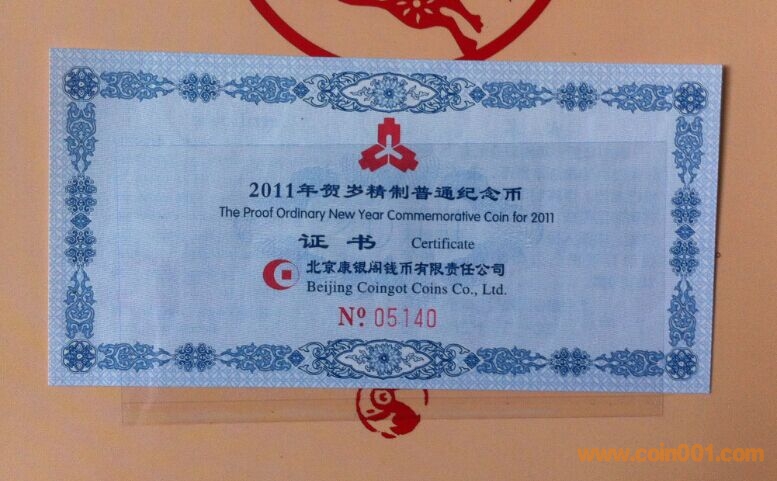 2011年贺岁精制普通纪念币
The Proof Ordinary New Year Commemorative Coin for 2011
证书 Certificate
北京康银阁钱币有限责任公司
Beijing Coingot Coins Co., Ltd.
Nº 05140
www.coin001.com